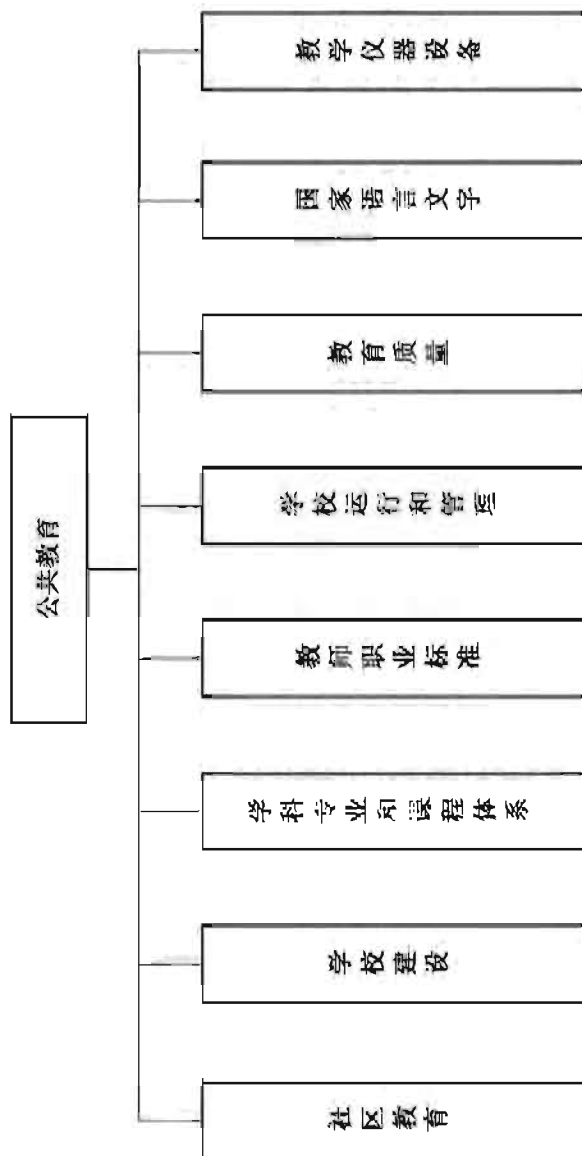 公共教育
社区教育
学校建设
学科专业和课程体系
教师职业标准
学校运行和管理
教育质量
国家语言文字
教学仪器设备